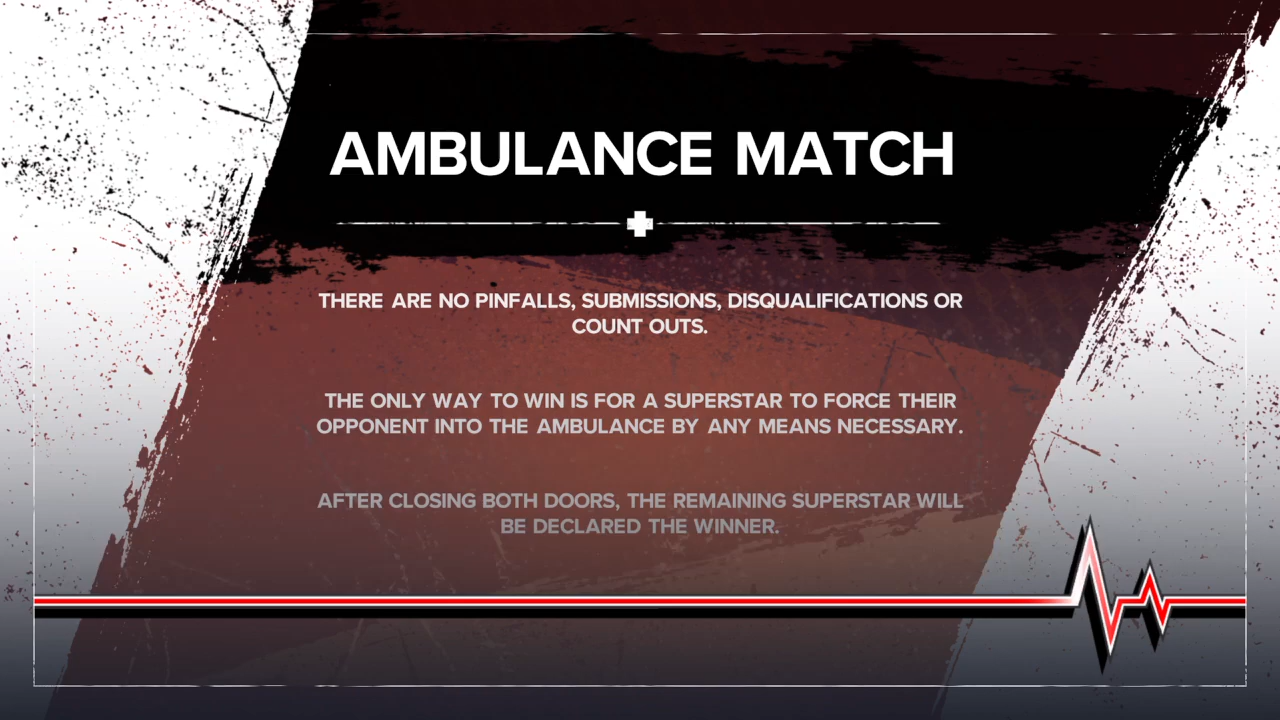 AMBULANCE MATCH
THERE ARE NO PINFALLS, SUBMISSIONS, DISQUALIFICATIONS OR
COUNT OUTS.
THE ONLY WAY TO WIN IS FOR A SUPERSTAR TO FORCE THEIR
OPPONENT INTO THE AMBULANCE BY ANY MEANS NECESSARY.
AFTER CLOSING BOTH DOORS, THE REMAINING SUPERSTAR WILL
BE DECLARED THE WINNER.